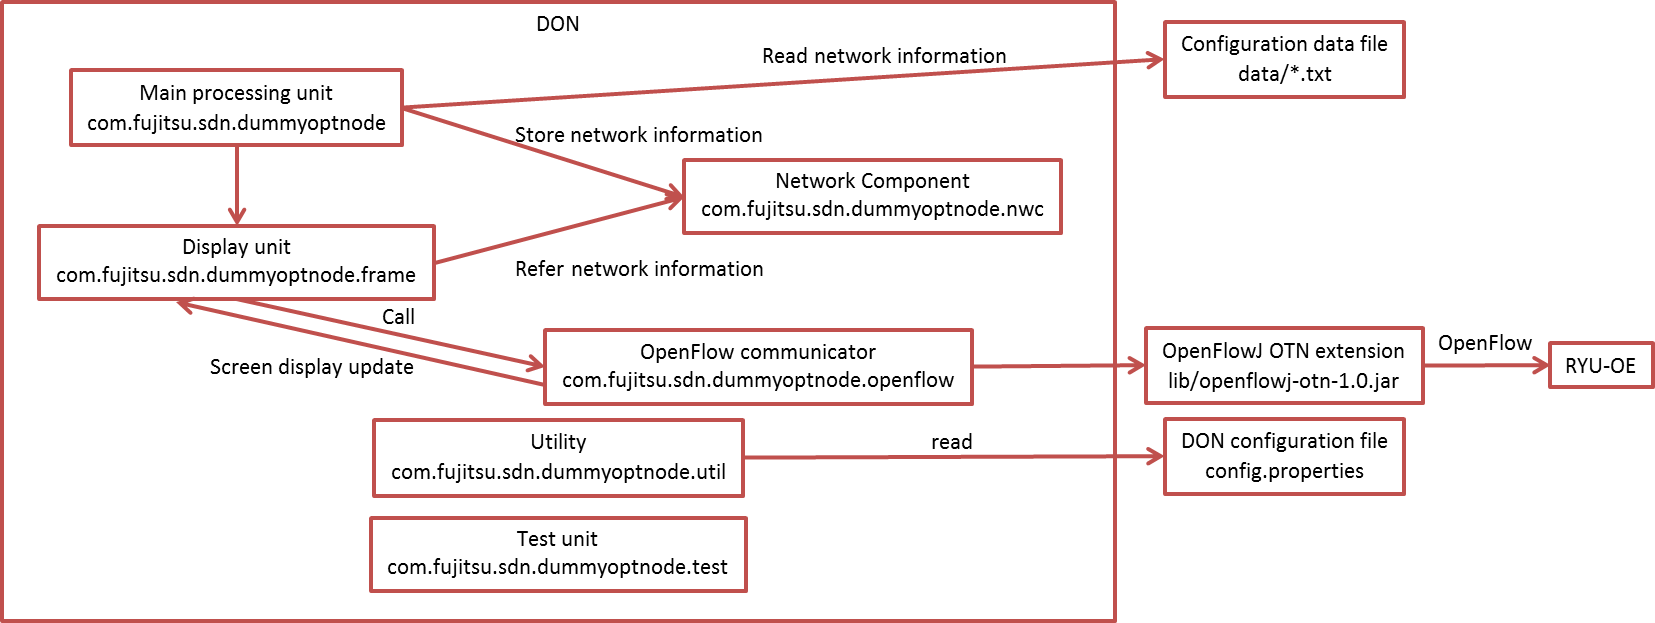 DON
Read network information
Configuration data file
data/*.txt
Main processing unit
com.fujitsu.sdn.dummyoptnode
Store network information
Network Component
com.fujitsu.sdn.dummyoptnode.nwc
Display unit
com.fujitsu.sdn.dummyoptnode.frame
Refer network information
Call
Screen display update
OpenFlow communicator
com.fujitsu.sdn.dummyoptnode.openflow
OpenFlowJ OTN extension
lib/openflowj-otn-1.0.jar
OpenFlow
RYU-OE
Utility
com.fujitsu.sdn.dummyoptnode.util
read
DON configuration file
config.properties
Test unit
com.fujitsu.sdn.dummyoptnode.test